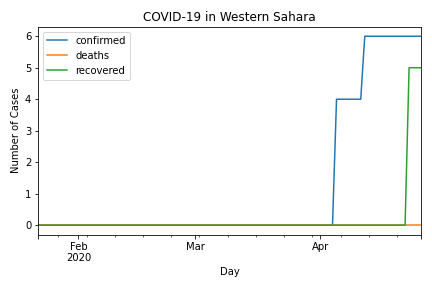 COVID-19 in Western Sahara
confirmed
deaths
recovered
Number of Cases
6
5
4
3
2
1
0
Feb
2020
Mar
Apr
Day